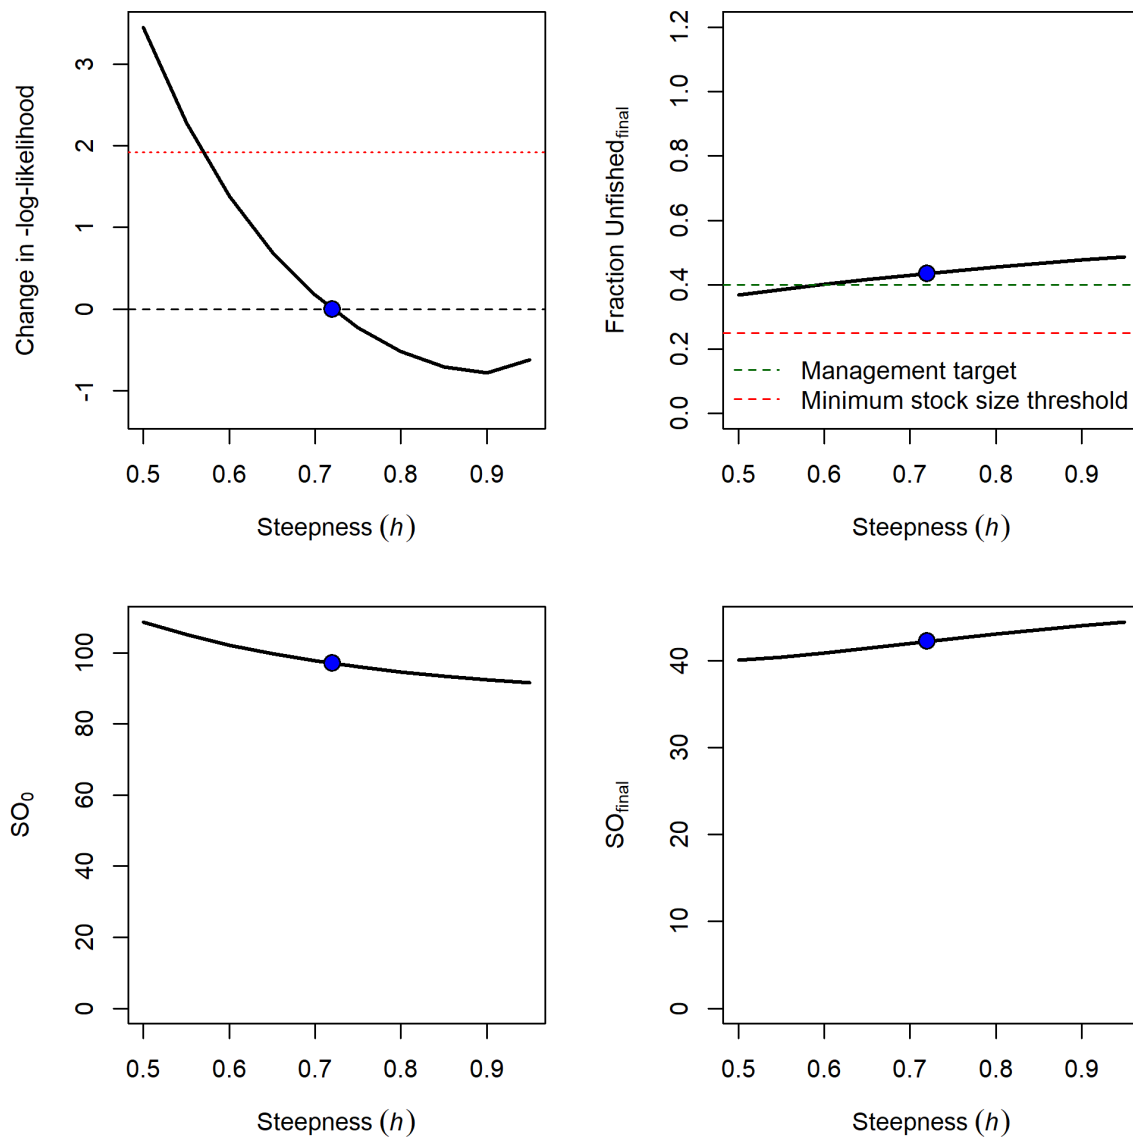 Change in -log-likelihood
3
2
1
0
-1
0.5 0.6 0.7 0.8 0.9
Steepness (h)
Fraction Unfished final
1.2
1.0
0.8
0.6
0.4
0.2
0.0
Management target
Minimum stock size threshold
0.5 0.6 0.7 0.8 0.9
Steepness (h)
SO0
100
80
60
40
20
0
0.5 0.6 0.7 0.8 0.9
Steepness (h)
SOfinal
40
30
20
10
0
0.5 0.6 0.7 0.8 0.9
Steepness (h)